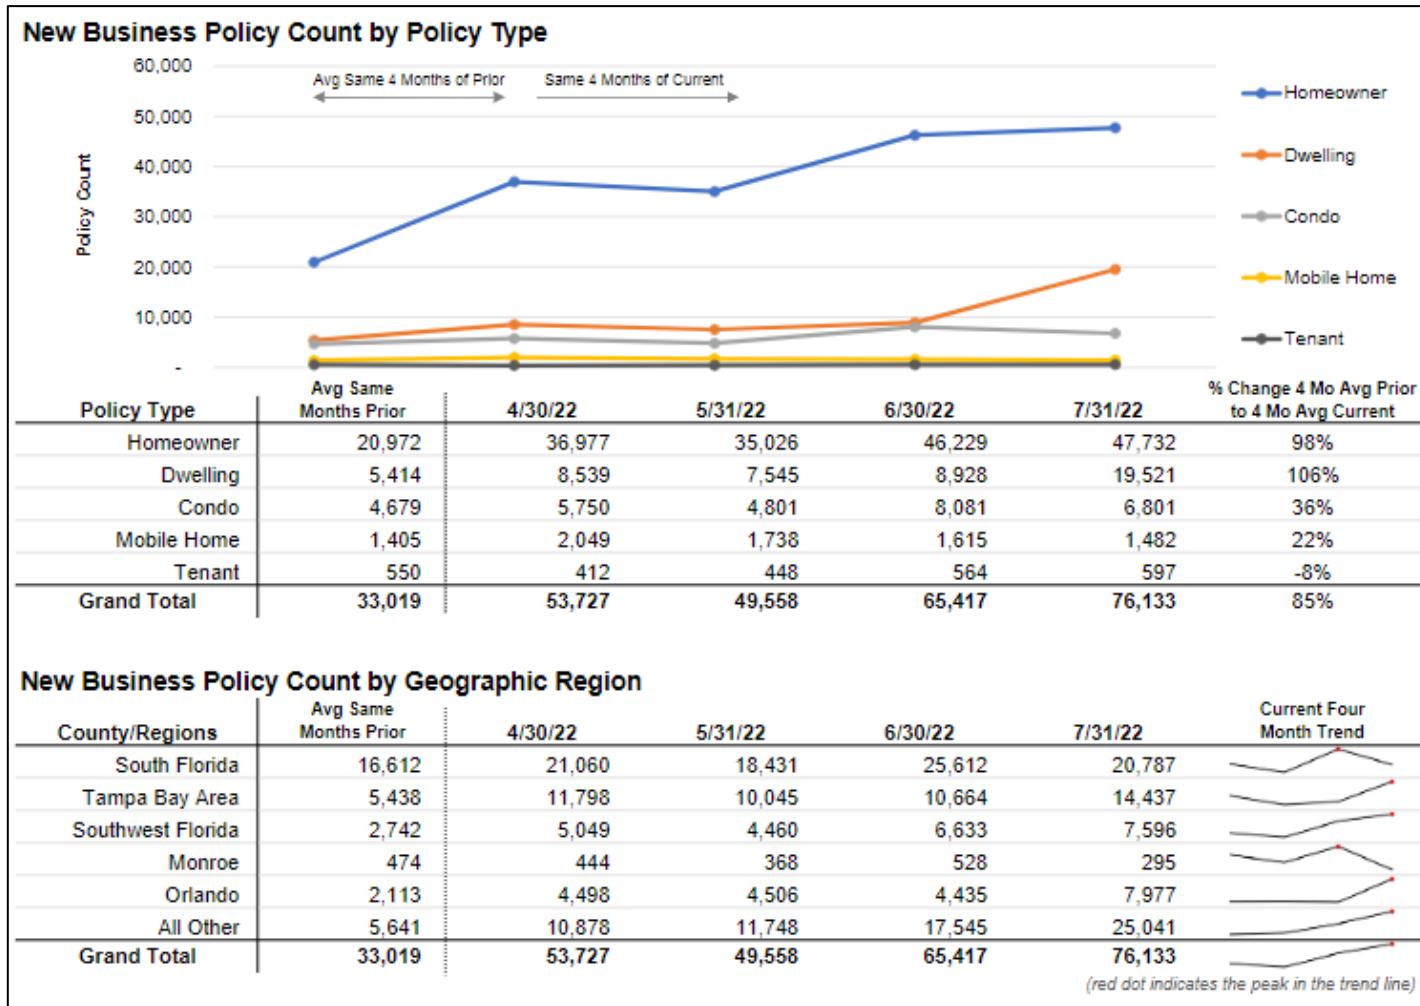 New Business Policy Count by Policy Type
60,000
50,000
40,000
30,000
20,000
10,000
-
Policy Count
Avg Same 4 Months of Prior
Same 4 Months of Current
Homeowner
Dwelling
Condo
Mobile Home
Tenant
Policy Type Avg Same Months Prior 4/30/22 5/31/22 6/30/22 7/31/22 % Change 4 Mo Avg Prior to 4 Mo Avg Current
Homeowner 20,972 36,977 35,026 46,229 47,732 98%
Dwelling 5,414 8,539 7,545 8,928 19,521 106%
Condo 4,679 5,750 4,801 8,081 6,801 36%
Mobile Home 1,405 2,049 1,738 1,615 1,482 22%
Tenant 550 412 448 564 597 -8%
Grand Total 33,019 53,727 49,558 65,417 76,133 85%
New Business Policy Count by Geographic Region
County/Regions Avg Same Months Prior 4/30/22 5/31/22 6/30/22 7/31/22 Current Four Month Trend
South Florida 16,612 21,060 18,431 25,612 20,787
Tampa Bay Area 5,438 11,798 10,045 10,664 14,437
Southwest Florida 2,742 5,049 4,460 6,633 7,596
Monroe 474 444 368 528 295
Orlando 2,113 4,498 4,506 4,435 7,977
All Other 5,641 10,878 11,748 17,545 25,041
Grand Total 33,019 53,727 49,558 65,417 76,133
(red dot indicates the peak in the trend line)